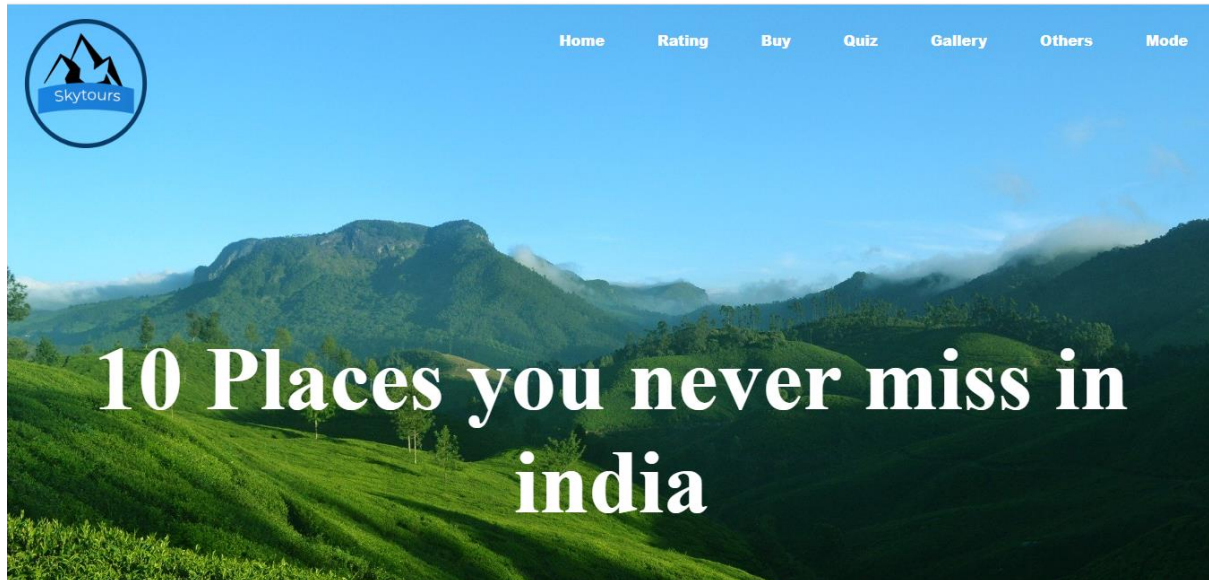 Skytours
Home Rating Buy Quiz Gallery Others Mode
10 Places you never miss in
india